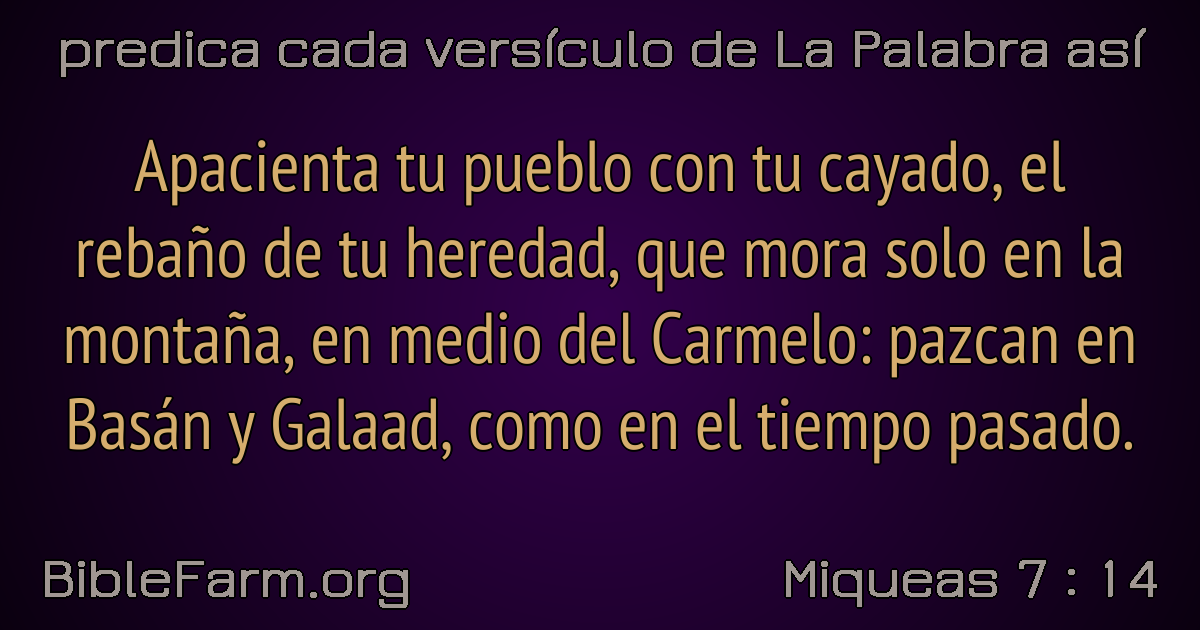 predica cada versículo de La Palabra así
Apacienta tu pueblo con tu cayado, el
rebaño de tu heredad, que mora solo en la
montaña, en medio del Carmelo: pazcan en
Basán y Galaad, como en el tiempo pasado.
BibleFarm.org
Miqueas 7 : 14